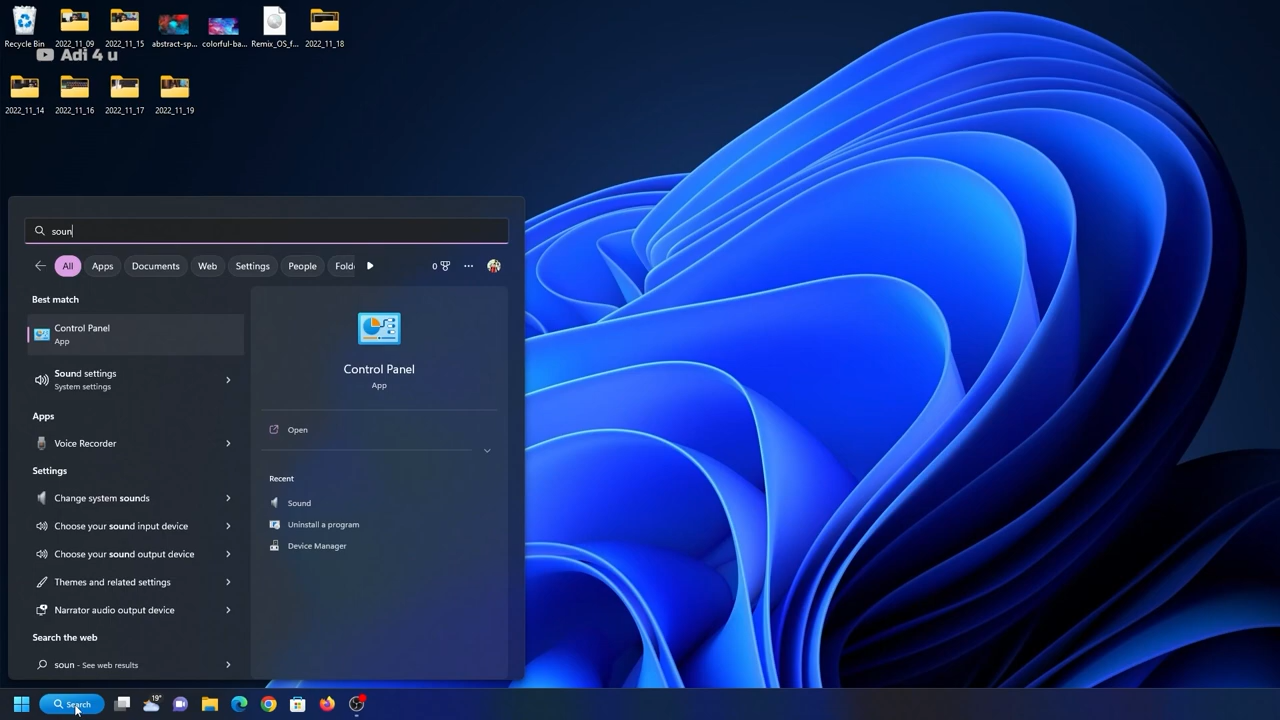 Recycle Bin
2022_11_09
2022_11_15
abstract-sp...
colorful-ba...
Remix_OS_f...
2022_11_18
Adi 4 u
2022_11_14
2022_11_16
2022_11_17
2022_11_19
soun
All
Apps
Documents
Web
Settings
People
Fold
0
Best match
Control Panel
App
Sound settings
System settings
Apps
Voice Recorder
Settings
Change system sounds
Choose your sound input device
Choose your sound output device
Themes and related settings
Narrator audio output device
Search the web
soun - See web results
Control Panel
App
Open
Recent
Sound
Uninstall a program
Device Manager
Search
19°